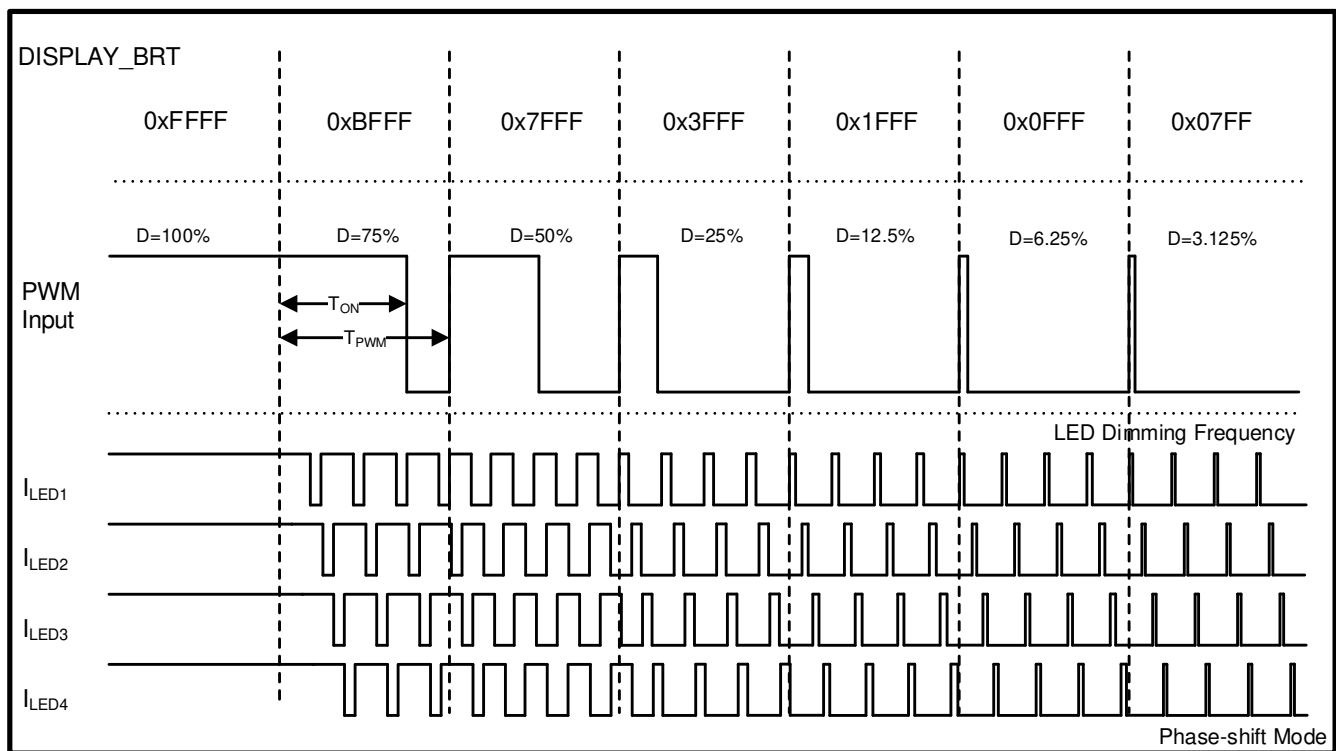 DISPLAY_BRT
0xFFFF 0xBFFF 0x7FFF 0x3FFF 0x1FFF 0x0FFF 0x07FF
D=100% D=75% D=50% D=25% D=12.5% D=6.25% D=3.125%
PWM
Input
TON
TPWM
LED Dimming Frequency
ILED1
ILED2
ILED3
ILED4
Phase-shift Mode